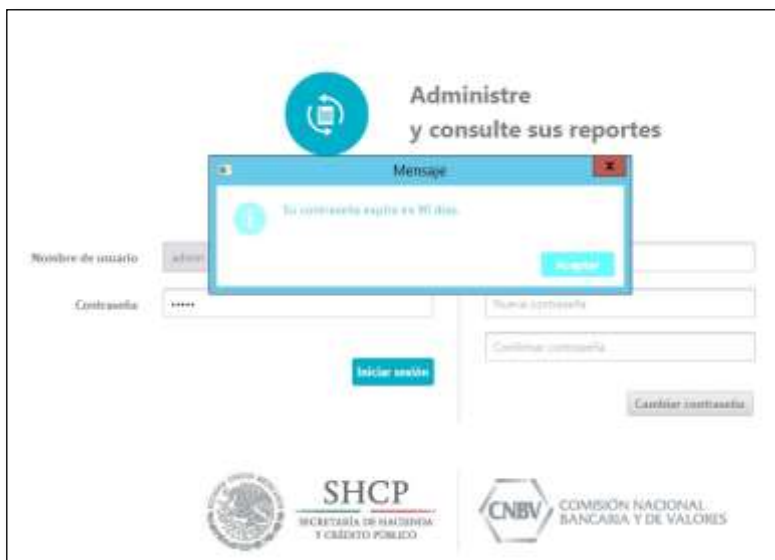 Administre
y consulte sus reportes
Mensaje
x
Su contraseña expira en 90 días.
Aceptar
Nombre de usuario
admin
Contraseña
•••••
Nueva contraseña
Confirmar contraseña
Iniciar sesión
Cambiar contraseña
SHCP
SECRETARÍA DE HACIENDA
Y CRÉDITO PÚBLICO
CNBV
COMISIÓN NACIONAL
BANCARIA Y DE VALORES